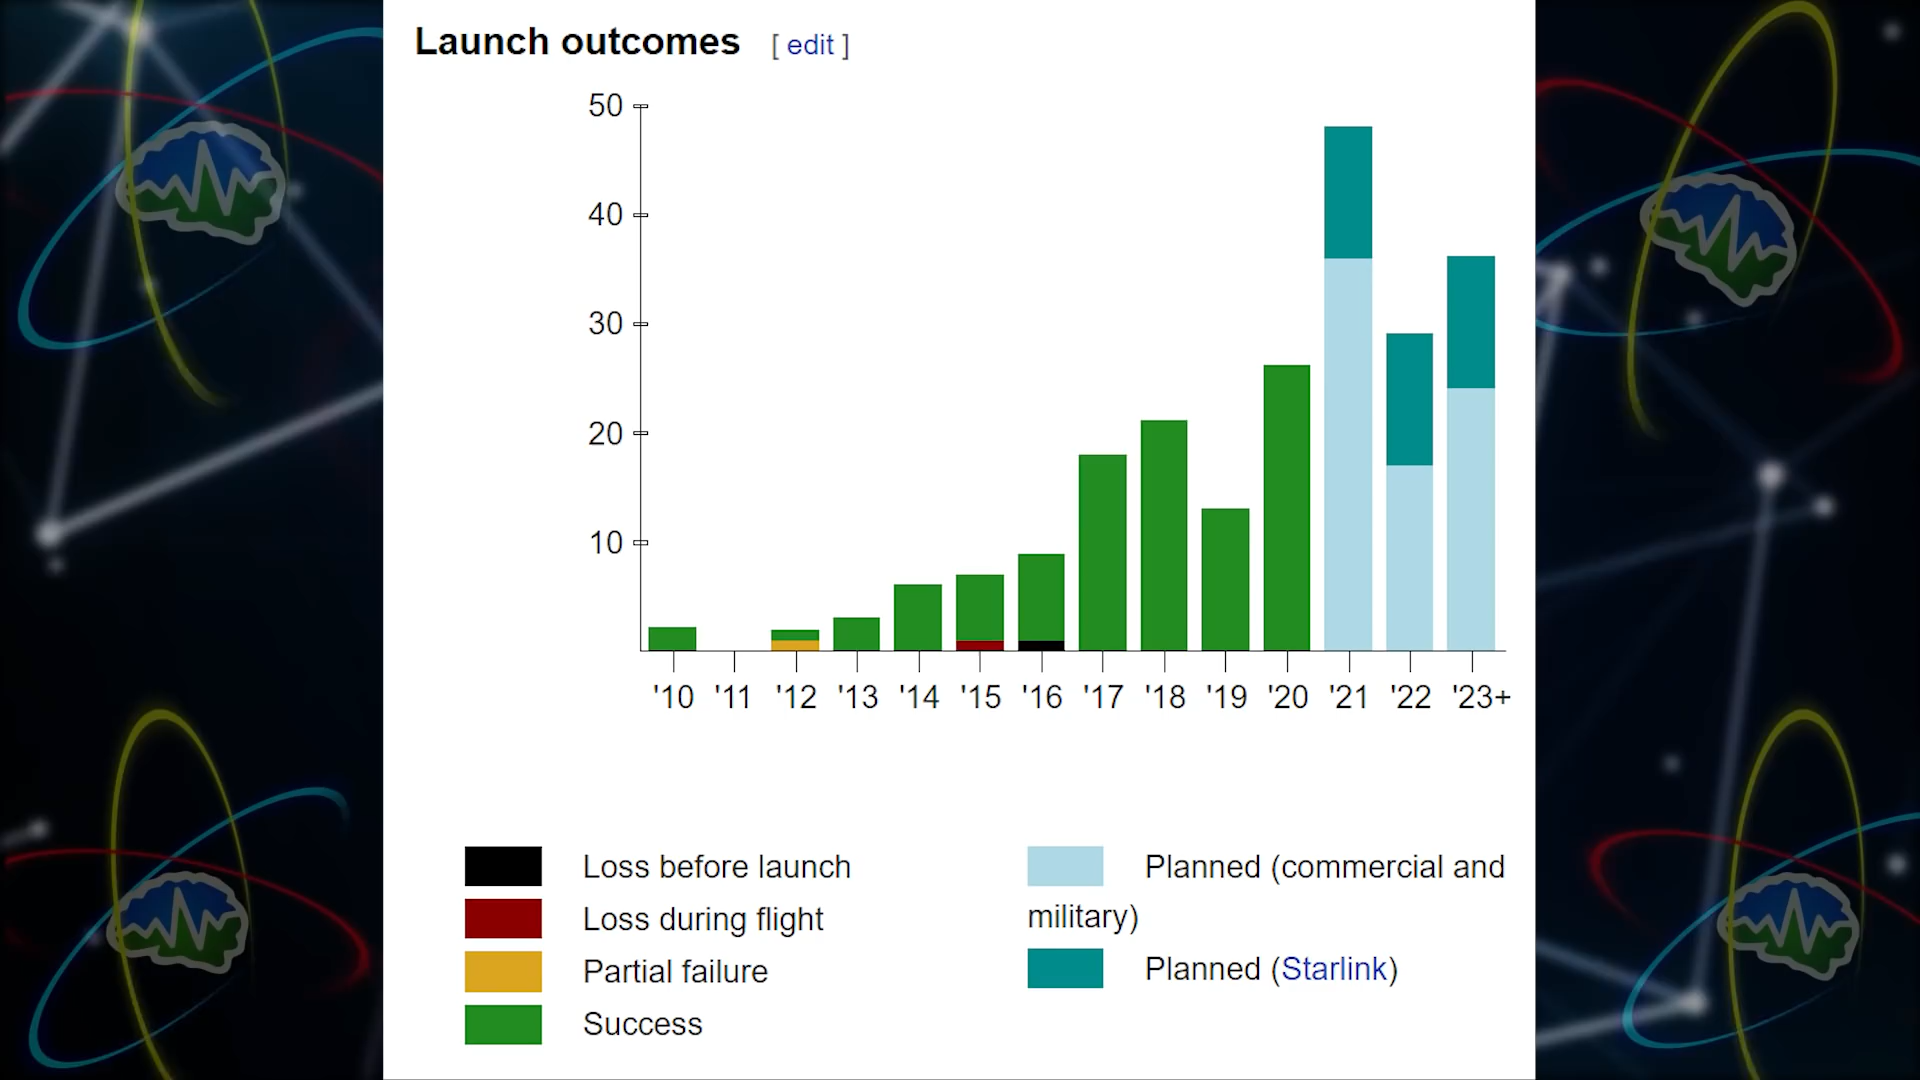 Launch outcomes [ edit ]
50
40
30
20
10
'10 '11 '12 '13 '14 '15 '16 '17 '18 '19 '20 '21 '22 '23+
Loss before launch
Loss during flight
Partial failure
Success
Planned (commercial and
military)
Planned (Starlink)